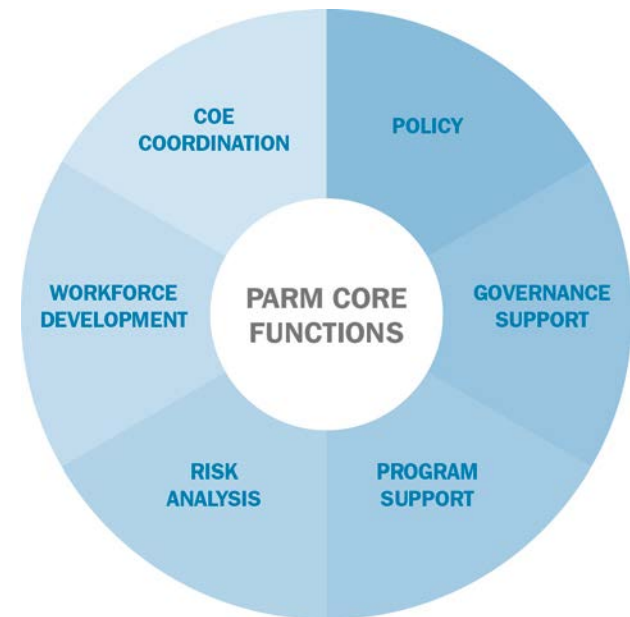 PARM CORE
FUNCTIONS
POLICY
GOVERNANCE
SUPPORT
PROGRAM
SUPPORT
RISK
ANALYSIS
WORKFORCE
DEVELOPMENT
COE
COORDINATION